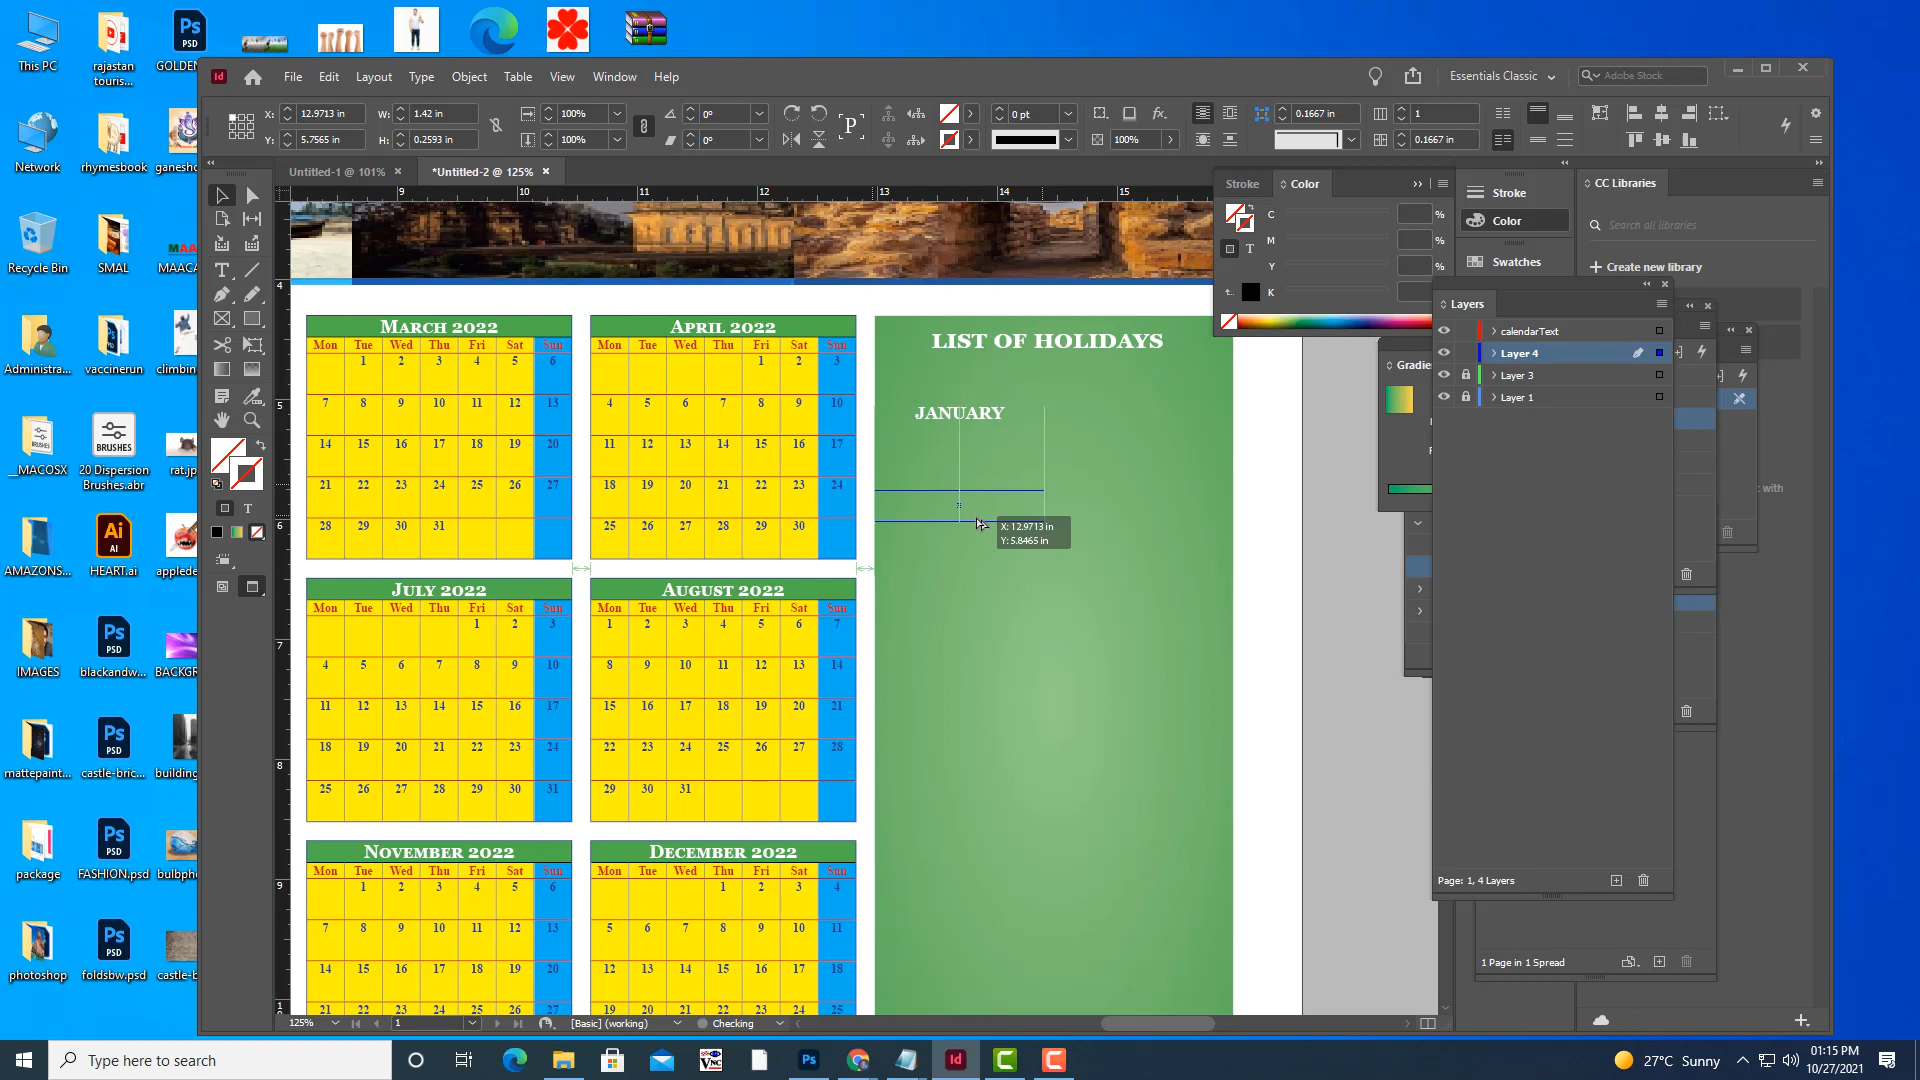 This PC
rajastan
touris...
GOLDEN
Network
rhymesbook
ganesho
Recycle Bin
SMAL
MAACA
Administra...
vaccinerun
climbin
__MACOSX
20 Dispersion
Brushes.abr
rat.jp
BRUSHES
AMAZONS...
HEART.ai
applede
IMAGES
blackandw...
BACKGR
mattepaint...
castle-bric...
building
package
FASHION.psd
bulbph
photoshop
foldsbw.psd
castle-b
File Edit Layout Type Object Table View Window Help
Essentials Classic
Adobe Stock
X: 12.9713 in W: 1.42 in 100% 0° 0 pt 0.1667 in 1
Y: 5.7565 in H: 0.2593 in 100% 0° 100% 0.1667 in
Untitled-1 @ 101% × *Untitled-2 @ 125% ×
9 10 11 12 13 14 15
4
5
6
7
8
9
MARCH 2022
Mon Tue Wed Thu Fri Sat Sun
1 2 3 4 5 6
7 8 9 10 11 12 13
14 15 16 17 18 19 20
21 22 23 24 25 26 27
28 29 30 31
APRIL 2022
Mon Tue Wed Thu Fri Sat Sun
1 2 3
4 5 6 7 8 9 10
11 12 13 14 15 16 17
18 19 20 21 22 23 24
25 26 27 28 29 30
JULY 2022
Mon Tue Wed Thu Fri Sat Sun
1 2 3
4 5 6 7 8 9 10
11 12 13 14 15 16 17
18 19 20 21 22 23 24
25 26 27 28 29 30 31
AUGUST 2022
Mon Tue Wed Thu Fri Sat Sun
1 2 3 4 5 6 7
8 9 10 11 12 13 14
15 16 17 18 19 20 21
22 23 24 25 26 27 28
29 30 31
NOVEMBER 2022
Mon Tue Wed Thu Fri Sat Sun
1 2 3 4 5 6
7 8 9 10 11 12 13
14 15 16 17 18 19 20
21 22 23 24 25 26 27
DECEMBER 2022
Mon Tue Wed Thu Fri Sat Sun
1 2 3 4
5 6 7 8 9 10 11
12 13 14 15 16 17 18
19 20 21 22 23 24 25
LIST OF HOLIDAYS
JANUARY
X: 12.9713 in
Y: 5.8465 in
Stroke Color
C %
M %
Y %
K
Stroke
Color
Swatches
CC Libraries
Search all libraries
Create new library
Gradie
Layers
calendarText
Layer 4
Layer 3
Layer 1
t with
Page: 1, 4 Layers
1 Page in 1 Spread
125% 1 [Basic] (working) Checking
Type here to search
27°C Sunny
01:15 PM
10/27/2021